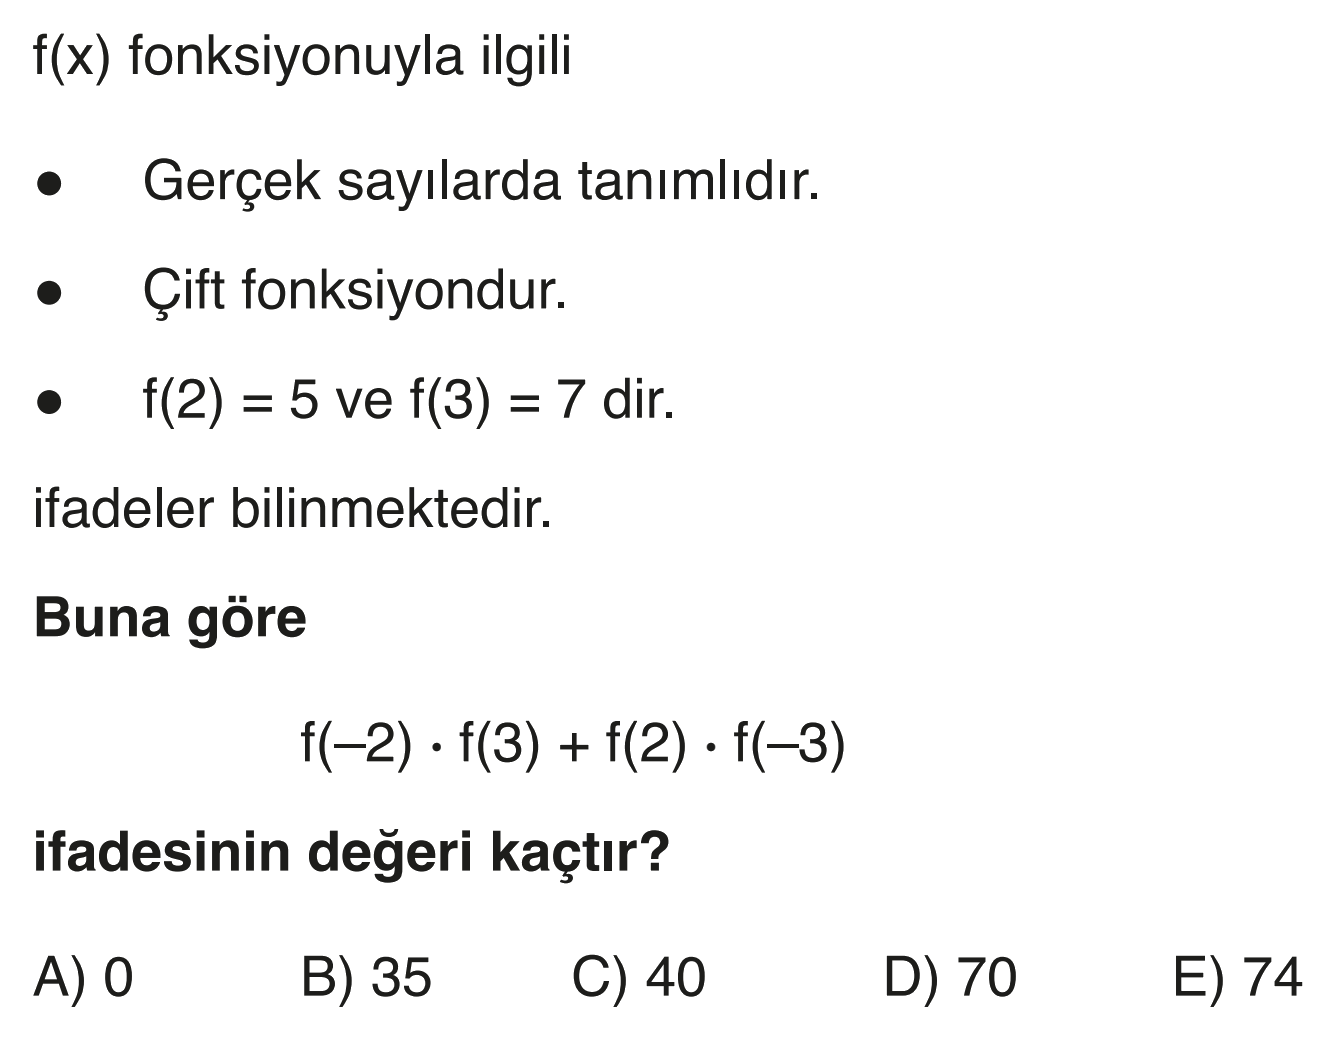 f(x) fonksiyonuyla ilgili
● Gerçek sayılarda tanımlıdır.
● Çift fonksiyondur.
● f(2) = 5 ve f(3) = 7 dir.
ifadeler bilinmektedir.
Buna göre
f(–2) · f(3) + f(2) · f(–3)
ifadesinin değeri kaçtır?
A) 0 B) 35 C) 40 D) 70 E) 74